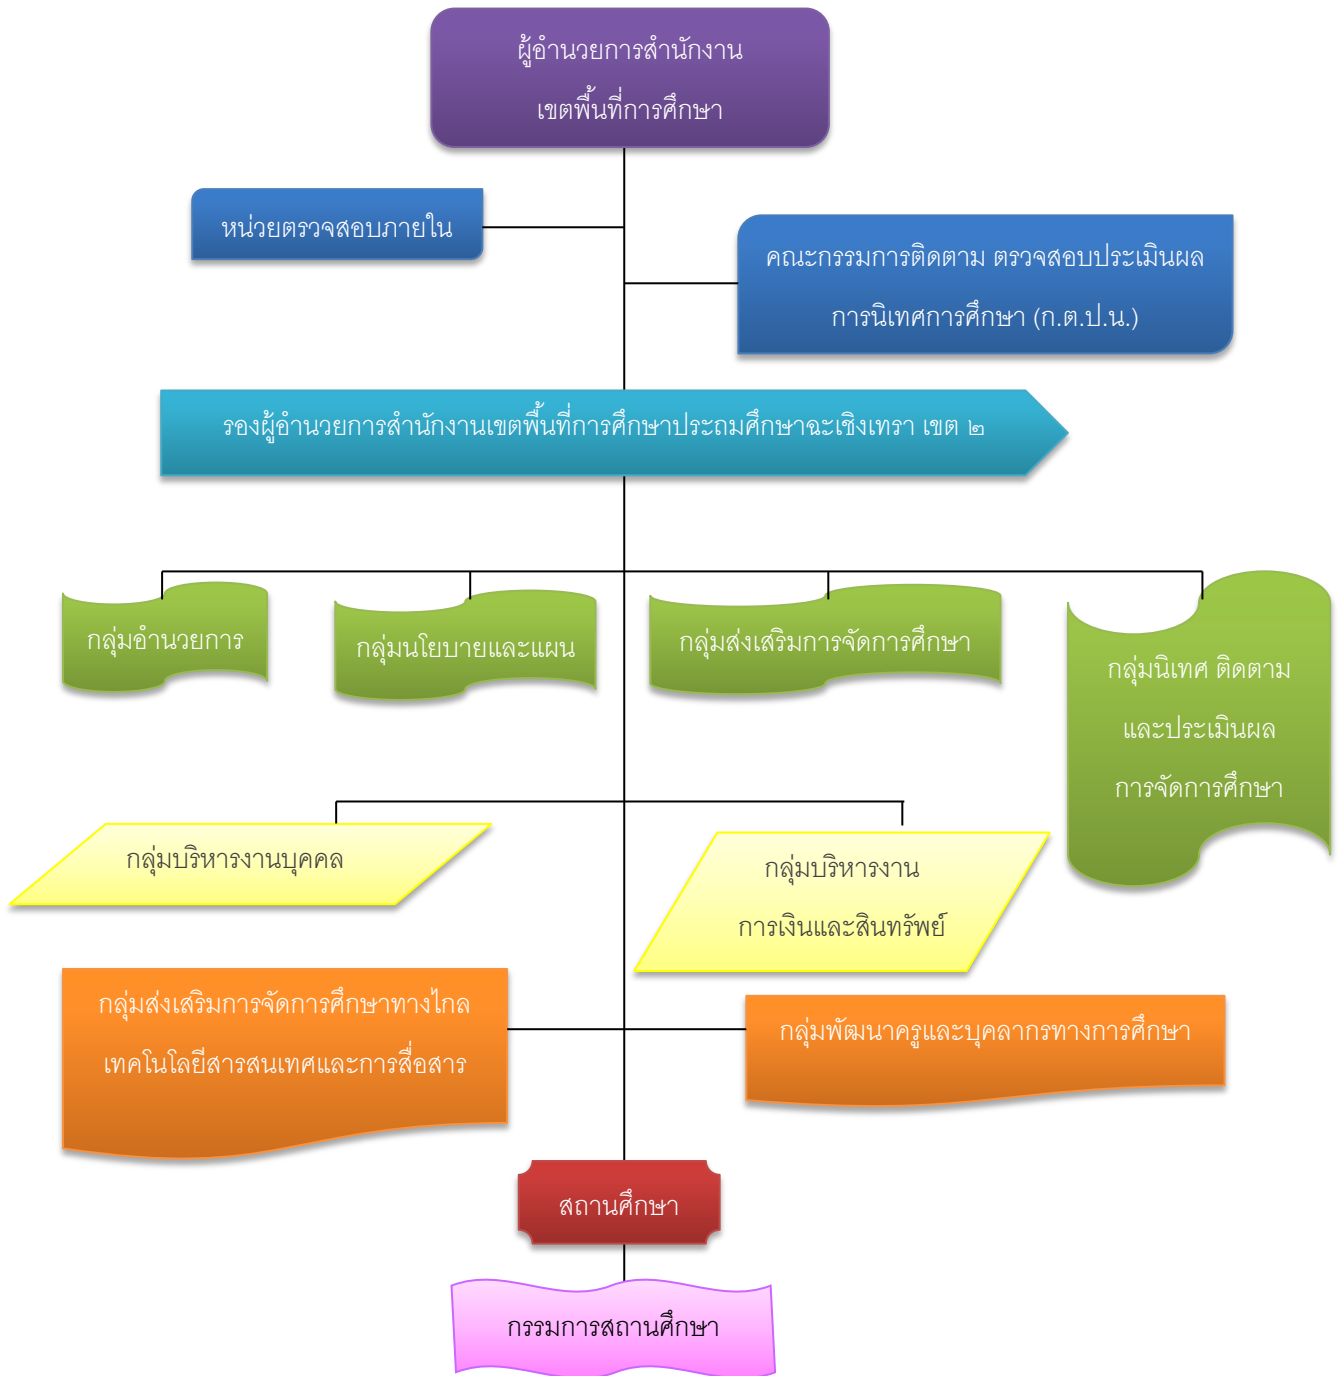 ผู้อำนวยการสำนักงาน
เขตพื้นที่การศึกษา
หน่วยตรวจสอบภายใน
คณะกรรมการติดตาม ตรวจสอบประเมินผล
การนิเทศการศึกษา (ก.ต.ป.น.)
รองผู้อำนวยการสำนักงานเขตพื้นที่การศึกษาประถมศึกษาฉะเชิงเทรา เขต ๒
กลุ่มอำนวยการ
กลุ่มนโยบายและแผน
กลุ่มส่งเสริมการจัดการศึกษา
กลุ่มนิเทศ ติดตาม
และประเมินผล
การจัดการศึกษา
กลุ่มบริหารงานบุคคล
กลุ่มบริหารงาน
การเงินและสินทรัพย์
กลุ่มส่งเสริมการจัดการศึกษาทางไกล
เทคโนโลยีสารสนเทศและการสื่อสาร
กลุ่มพัฒนาครูและบุคลากรทางการศึกษา
สถานศึกษา
กรรมการสถานศึกษา